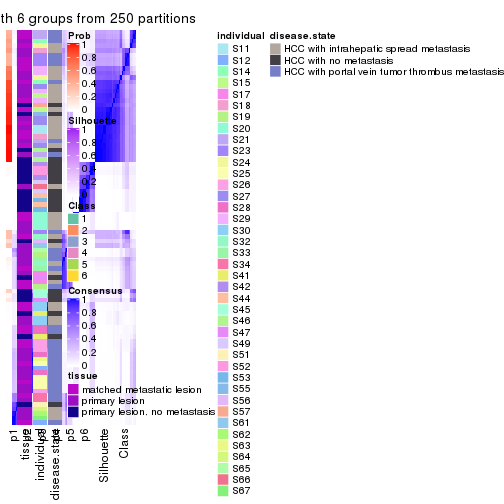 th 6 groups from 250 partitions
Prob
1
0.8
0.6
0.4
0.2
0
Silhouette
1
0.8
0.6
0.4
0.2
0
Class
1
2
3
4
5
6
Consensus
1
0.8
0.6
0.4
0.2
0
tissue
matched metastatic lesion
primary lesion
primary lesion. no metastasis
individual
S11
S12
S14
S15
S17
S18
S19
S20
S21
S23
S24
S25
S26
S27
S28
S29
S30
S32
S33
S34
S41
S42
S44
S45
S46
S47
S49
S51
S52
S53
S55
S56
S57
S61
S62
S63
S64
S65
S66
S67
disease.state
HCC with intrahepatic spread metastasis
HCC with no metastasis
HCC with portal vein tumor thrombus metastasis
p1
tissue
individual
disease.state
p5
p6
Silhouette
Class